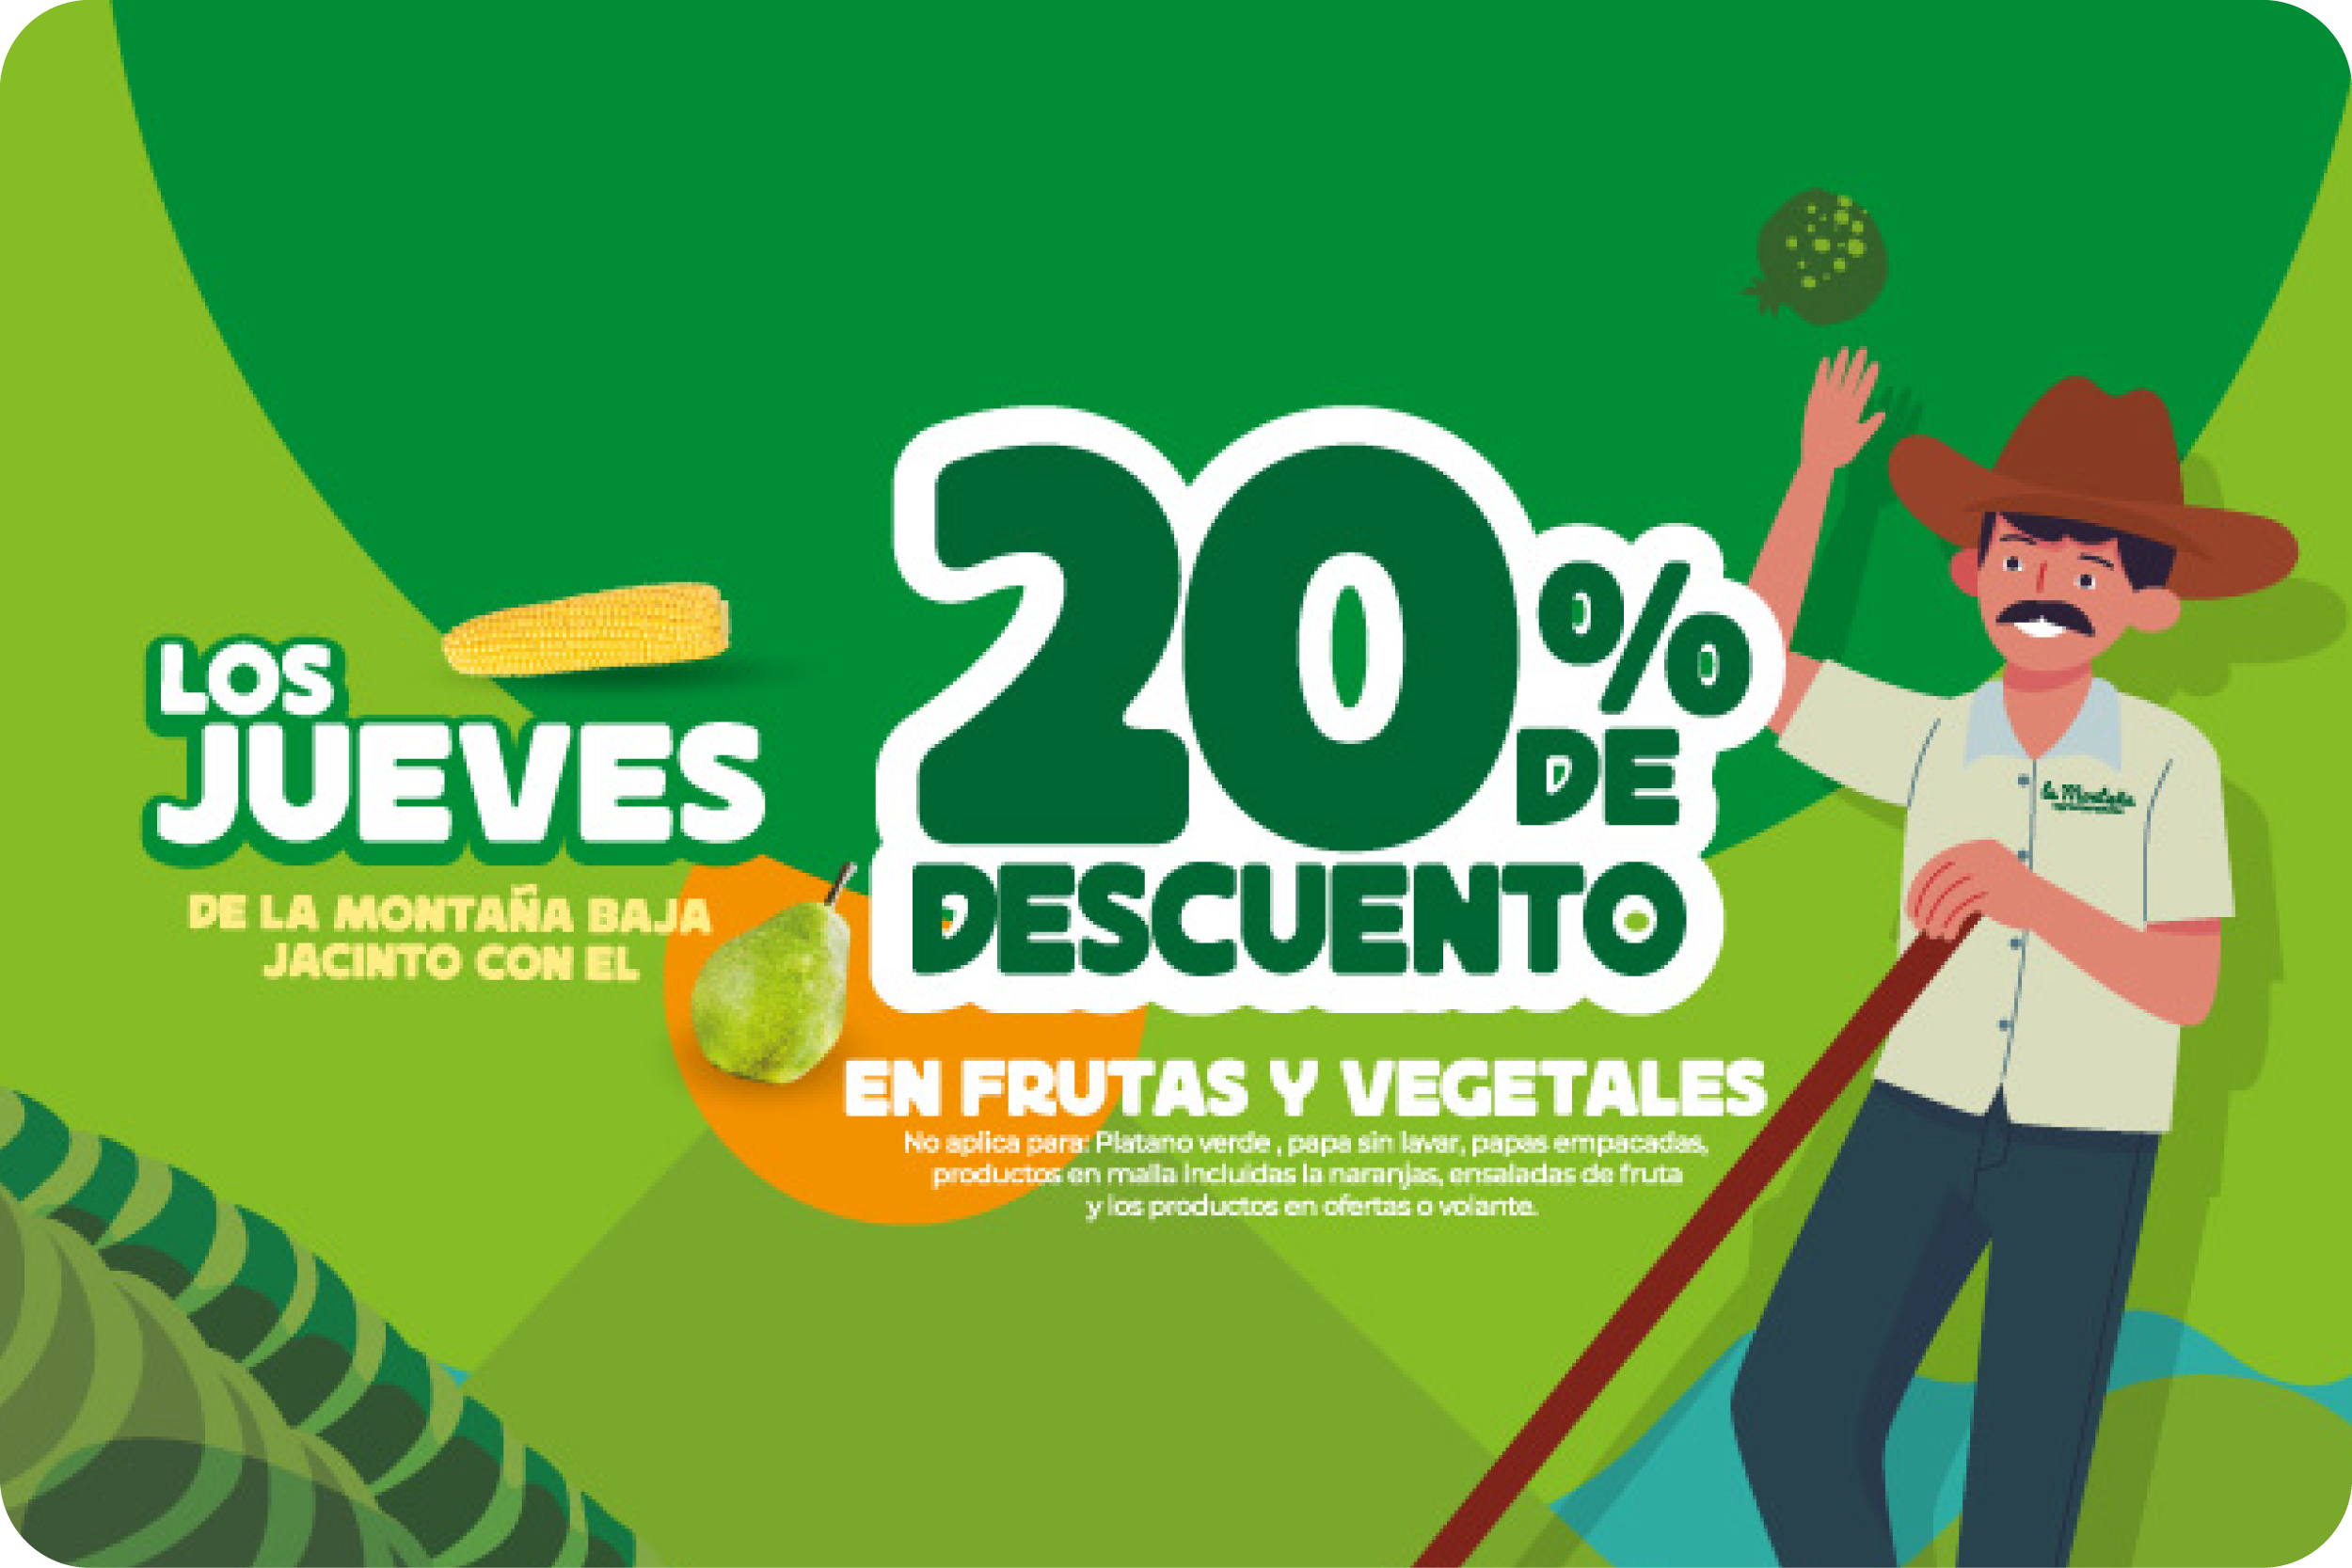 LOS
JUEVES
DE LA MONTAÑA BAJA
JACINTO CON EL
20%
DE
DESCUENTO
EN FRUTAS Y VEGETALES
No aplica para: Platano verde , papa sin lavar, papas empacadas,
productos en malla incluidas la naranjas, ensaladas de fruta
y los productos en ofertas o volante.
la Montaña